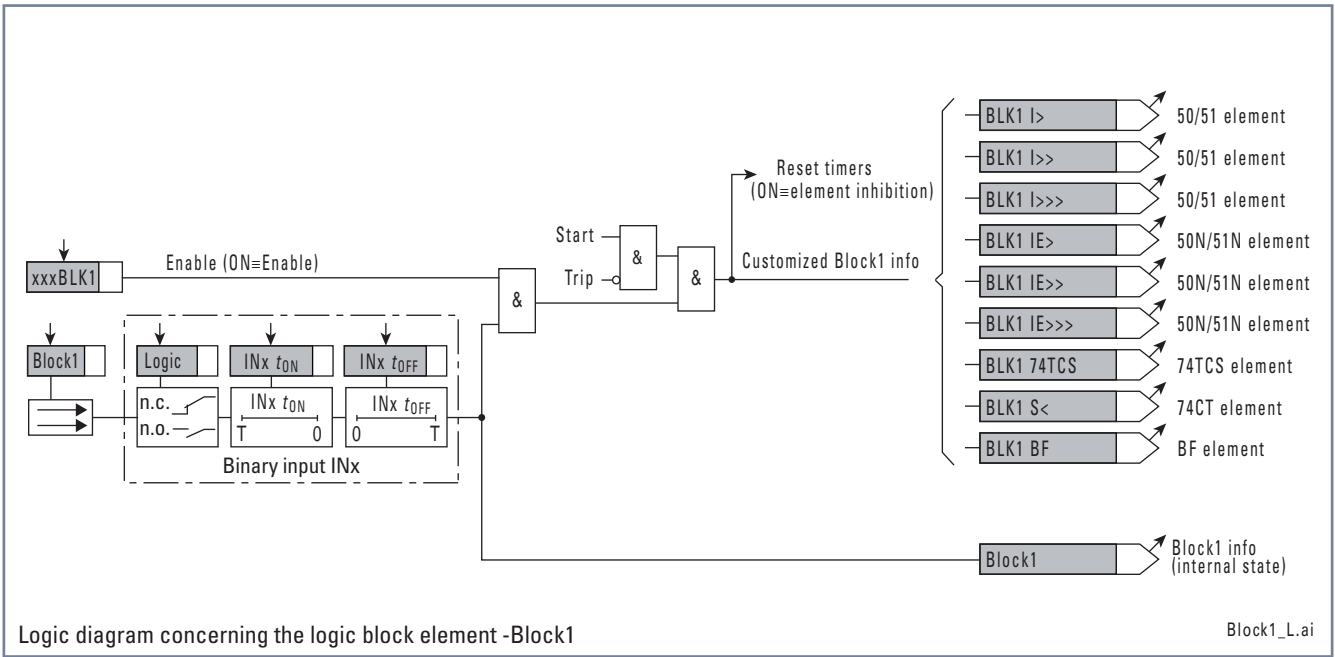 BLK1 I> 50/51 element
BLK1 I>> 50/51 element
BLK1 I>>> 50/51 element
BLK1 IE> 50N/51N element
BLK1 IE>> 50N/51N element
BLK1 IE>>> 50N/51N element
BLK1 74TCS 74TCS element
BLK1 S< 74CT element
BLK1 BF BF element
Reset timers
(ON≡element inhibition)
Start
&
Trip
&
Customized Block1 info
xxxBLK1
Enable (ON≡Enable)
&
Block1
Logic
INx tON
INx tOFF
n.c.
n.o.
INx tON
T 0
INx tOFF
0 T
Binary input INx
Block1
Block1 info
(internal state)
Logic diagram concerning the logic block element -Block1
Block1_L.ai